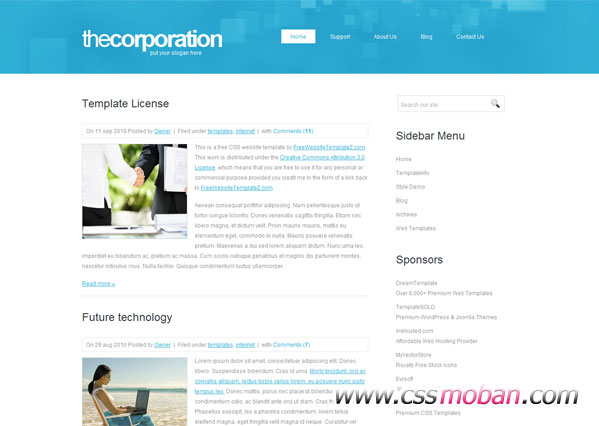 thecorporation
put your slogan here
Home
Support
About Us
Blog
Contact Us
Template License
On 11 sep 2010 Posted by Owner | Filed under templates, internet | with Comments (11)
This is a free CSS website template by FreeWebsiteTemplateZ.com.
This work is distributed under the Creative Commons Attribution 3.0
License, which means that you are free to use it for any personal or
commercial purpose provided you credit me in the form of a link back
to FreeWebsiteTemplateZ.com.
Aenean consequat porttitor adipiscing. Nam pellentesque justo ut
tortor congue lobortis. Donec venenatis sagittis fringilla. Etiam nec
libero magna, et dictum velit. Proin mauris mauris, mattis eu
elementum eget, commodo in nulla. Mauris posuere venenatis
pretium. Maecenas a dui sed lorem aliquam dictum. Nunc urna leo,
imperdiet eu bibendum ac, pretium ac massa. Cum sociis natoque penatibus et magnis dis parturient montes,
nascetur ridiculus mus. Nulla facilisi. Quisque condimentum luctus ullamcorper.
Read more »
Future technology
On 29 aug 2010 Posted by Owner | Filed under templates, internet | with Comments (7)
Lorem ipsum dolor sit amet, consectetuer adipiscing elit. Donec
libero. Suspendisse bibendum. Cras id urna. Morbi tincidunt, orci ac
convallis aliquam, lectus turpis varius lorem, eu posuere nunc justo
tempus leo. Donec mattis, purus nec placerat bibendum,
condimentum odio, ac blandit ante orci ut diam. Cras
Phasellus suscipit, leo a pharetra condimentum, lorem tellus
eleifend magna, eget fringilla velit magna id neque. Curabitur vel
Search our site
Sidebar Menu
Home
TemplateInfo
Style Demo
Blog
Archives
Web Templates
Sponsors
DreamTemplate
Over 6,000+ Premium Web Templates
TemplateSOLD
Premium WordPress & Joomla Themes
ImHosted.com
Affordable Web Hosting Provider
MyVectorStore
Royalty Free Stock Icons
Evrsoft
www.cssmoban.com
Premium CSS Templates